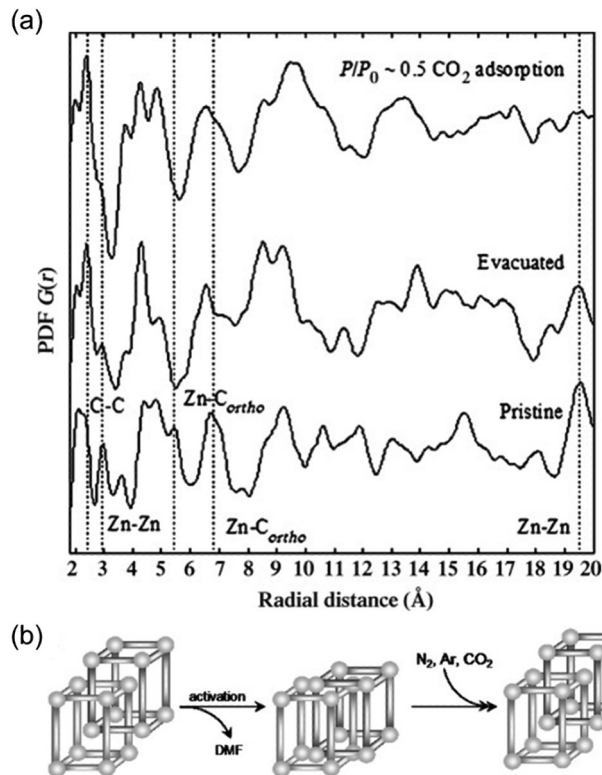 (a)
P/P₀ ~ 0.5 CO₂ adsorption
Evacuated
Pristine
C-C
Zn-C_ortho
Zn-Zn
Zn-C_ortho
Zn-Zn
PDF G(r)
2 3 4 5 6 7 8 9 10 11 12 13 14 15 16 17 18 19 20
Radial distance (Å)
(b)
activation
DMF
N₂, Ar, CO₂